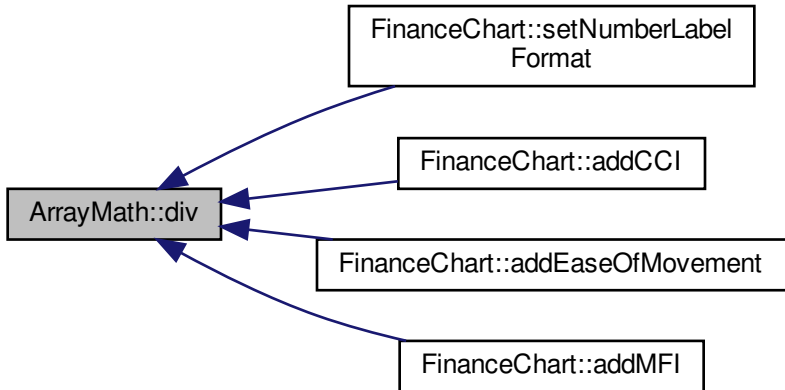 FinanceChart::setNumberLabel
Format
FinanceChart::addCCI
ArrayMath::div
FinanceChart::addEaseOfMovement
FinanceChart::addMFI